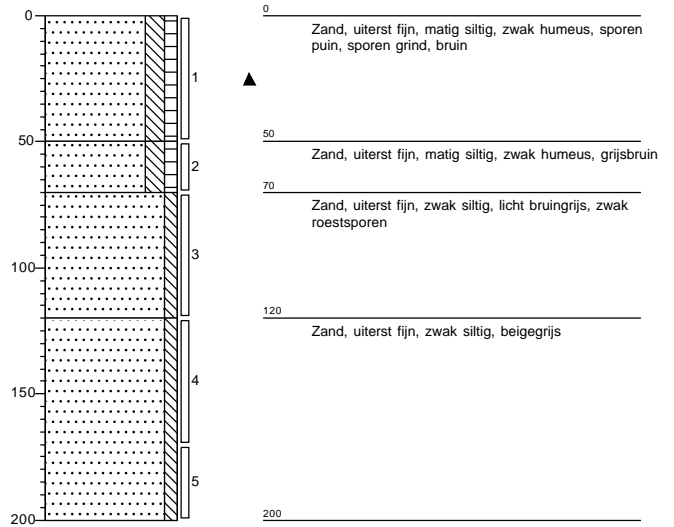 0
0
Zand, uiterst fijn, matig siltig, zwak humeus, sporen
puin, sporen grind, bruin
1
50
50
Zand, uiterst fijn, matig siltig, zwak humeus, grijsbruin
2
70
Zand, uiterst fijn, zwak siltig, licht bruingrijs, zwak
roestsporen
3
100
120
Zand, uiterst fijn, zwak siltig, beigegrijs
4
150
5
200
200